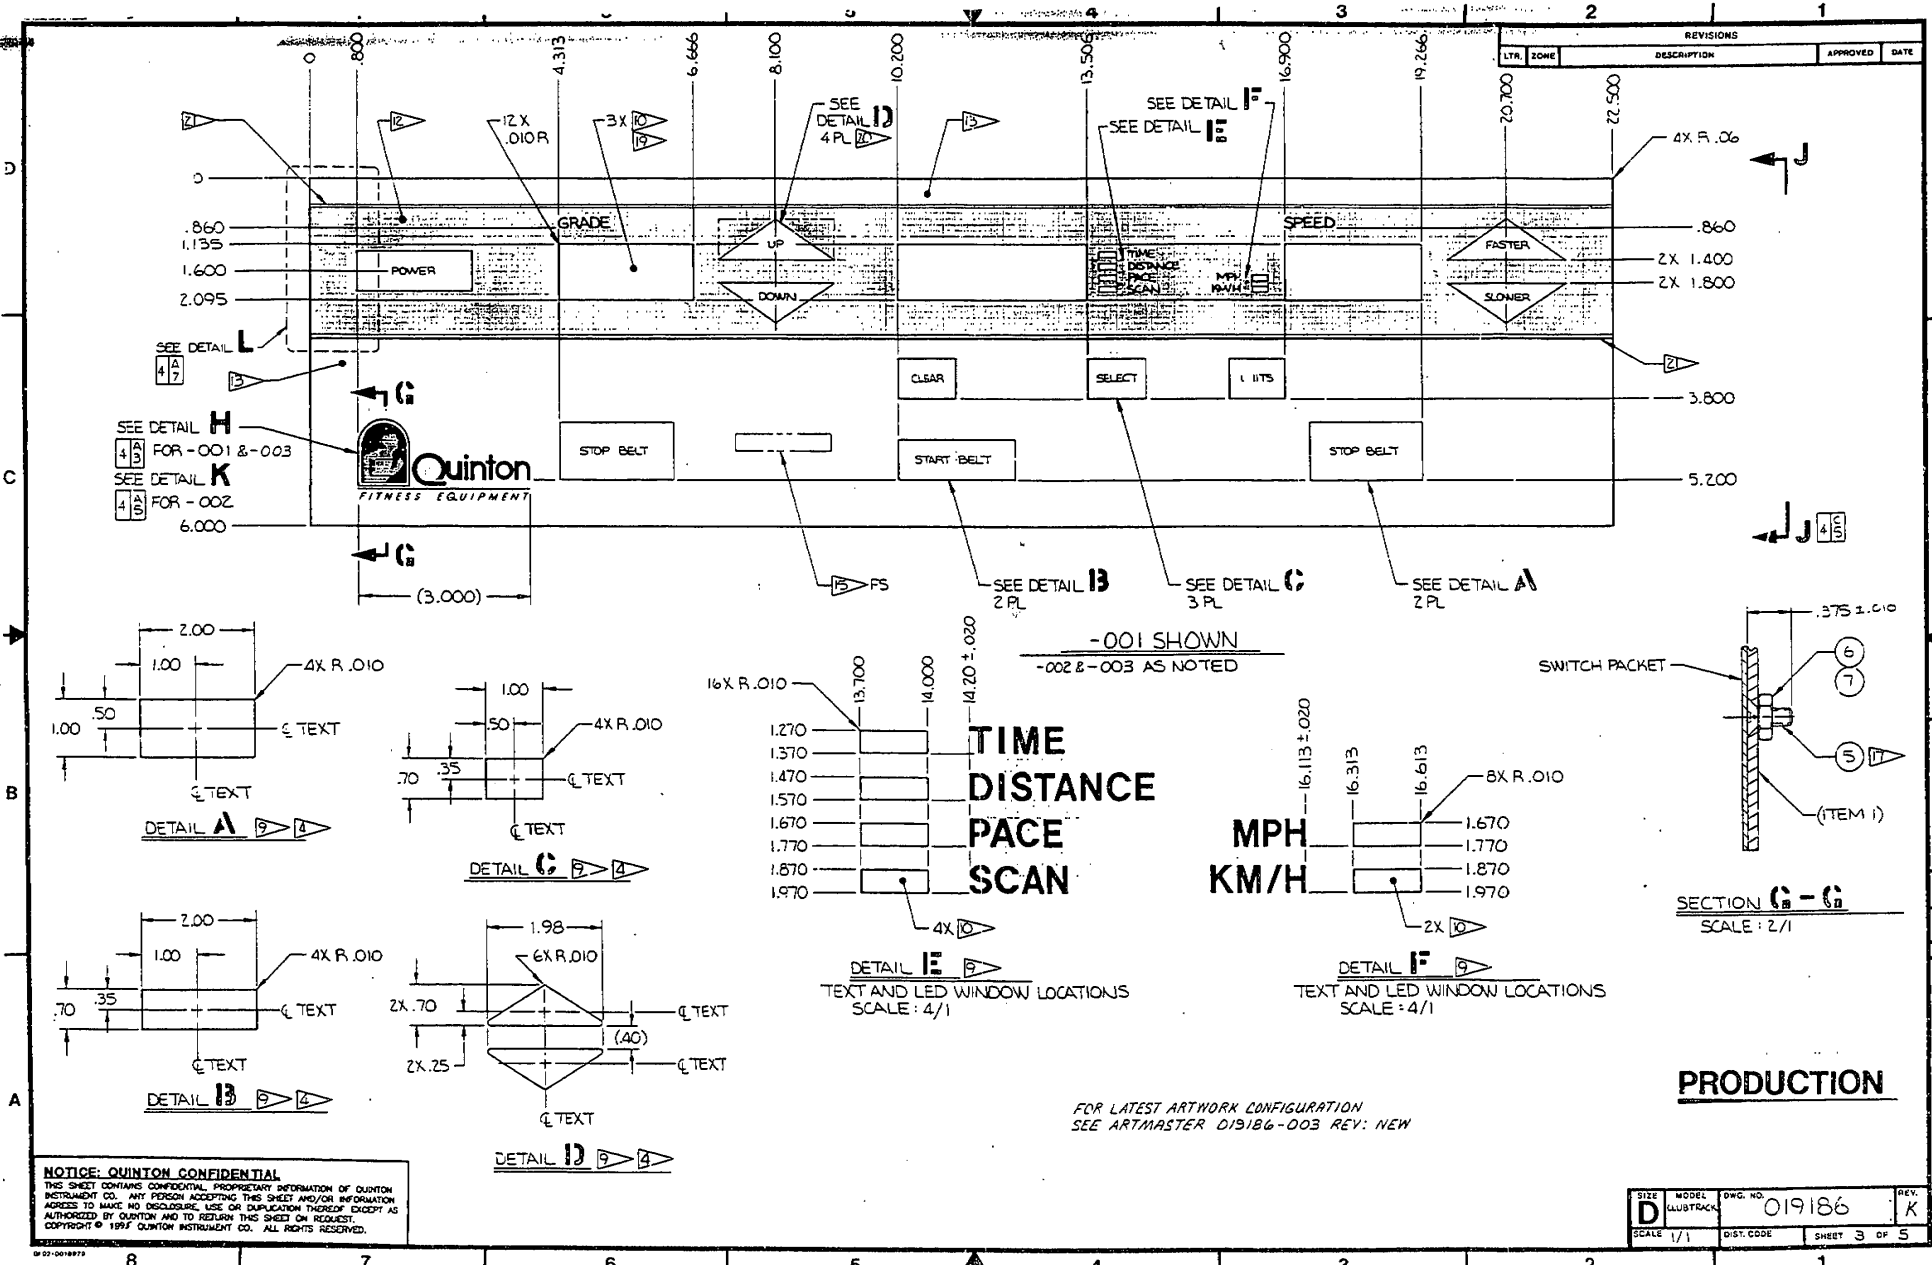 4
3
2
1
REVISIONS
LTR. ZONE DESCRIPTION APPROVED DATE
0
.800
4.313
6.666
8.100
10.200
13.506
16.900
19.266
20.700
22.500
21
12
12X
.010 R
3X 10
19
SEE
DETAIL D
4 PL 20
13
SEE DETAIL F
SEE DETAIL E
4X R .06
J
D
0
.860
1.135
1.600
2.095
GRADE
UP
DOWN
POWER
TIME
DISTANCE
PACE
SCAN
MPH
KM/H
SPEED
FASTER
SLOWER
.860
2X 1.400
2X 1.800
SEE DETAIL L
4 A 7
13
G
CLEAR
SELECT
21
3.800
SEE DETAIL H
4 A 3 FOR -001 & -003
SEE DETAIL K
4 A 5 FOR -002
C
Quinton
FITNESS EQUIPMENT
STOP BELT
START BELT
STOP BELT
5.200
6.000
G
J 4 C 5
(3.000)
15 FS
SEE DETAIL B
2 PL
SEE DETAIL C
3 PL
SEE DETAIL A
2 PL
-001 SHOWN
-002 & -003 AS NOTED
2.00
1.00
4X R .010
.50
1.00
℄ TEXT
℄ TEXT
DETAIL A 9 4
1.00
.50
4X R .010
.70
.35
℄ TEXT
℄ TEXT
DETAIL C 9 4
16X R .010
13.700
14.000
14.20 ±.020
1.270
1.370
1.470
1.570
1.670
1.770
1.870
1.970
TIME
DISTANCE
PACE
SCAN
4X 10
DETAIL E 9
TEXT AND LED WINDOW LOCATIONS
SCALE : 4/1
16.113 ±.020
16.313
16.613
8X R .010
MPH
KM/H
1.670
1.770
1.870
1.970
2X 10
DETAIL F 9
TEXT AND LED WINDOW LOCATIONS
SCALE : 4/1
.375 ±.010
SWITCH PACKET
6
7
5 17
(ITEM 1)
SECTION G - G
SCALE : 2/1
B
2.00
1.00
4X R .010
.70
.35
℄ TEXT
℄ TEXT
DETAIL B 9 4
1.98
6X R .010
2X .70
2X .25
(.40)
℄ TEXT
℄ TEXT
℄ TEXT
DETAIL D 9 4
A
FOR LATEST ARTWORK CONFIGURATION
SEE ARTMASTER 019186-003 REV: NEW
PRODUCTION
NOTICE: QUINTON CONFIDENTIAL
THIS SHEET CONTAINS CONFIDENTIAL, PROPRIETARY INFORMATION OF QUINTON
INSTRUMENT CO. ANY PERSON ACCEPTING THIS SHEET AND/OR INFORMATION
AGREES TO MAKE NO DISCLOSURE, USE OR DUPLICATION THEREOF EXCEPT AS
AUTHORIZED BY QUINTON AND TO RETURN THIS SHEET ON REQUEST.
COPYRIGHT © 1995 QUINTON INSTRUMENT CO. ALL RIGHTS RESERVED.
SIZE D MODEL CLUBTRACK DWG. NO. 019186 REV. K
SCALE 1/1 DIST. CODE SHEET 3 OF 5
8
7
6
5
4
3
2
1